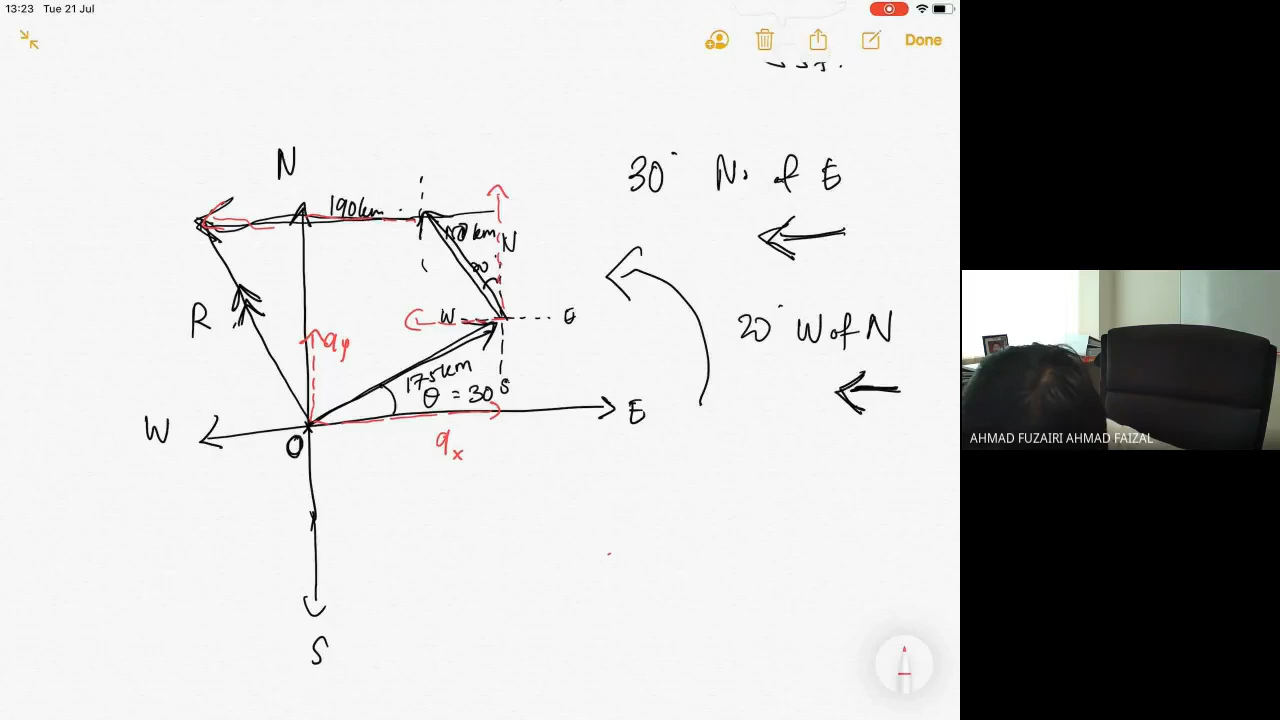 13:23 Tue 21 Jul
Done
N
30° N. of E
190km
N
20° W of N
R
W
E
ay
175km
θ = 30
S
E
W
O
ax
S
AHMAD FUZAIRI AHMAD FAIZAL